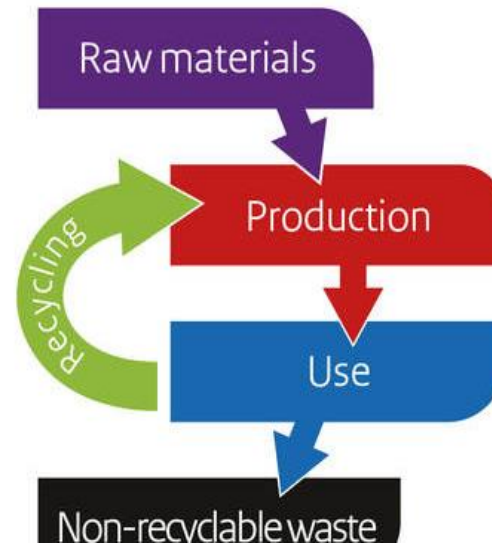 Raw materials
Production
Recycling
Use
Non-recyclable waste